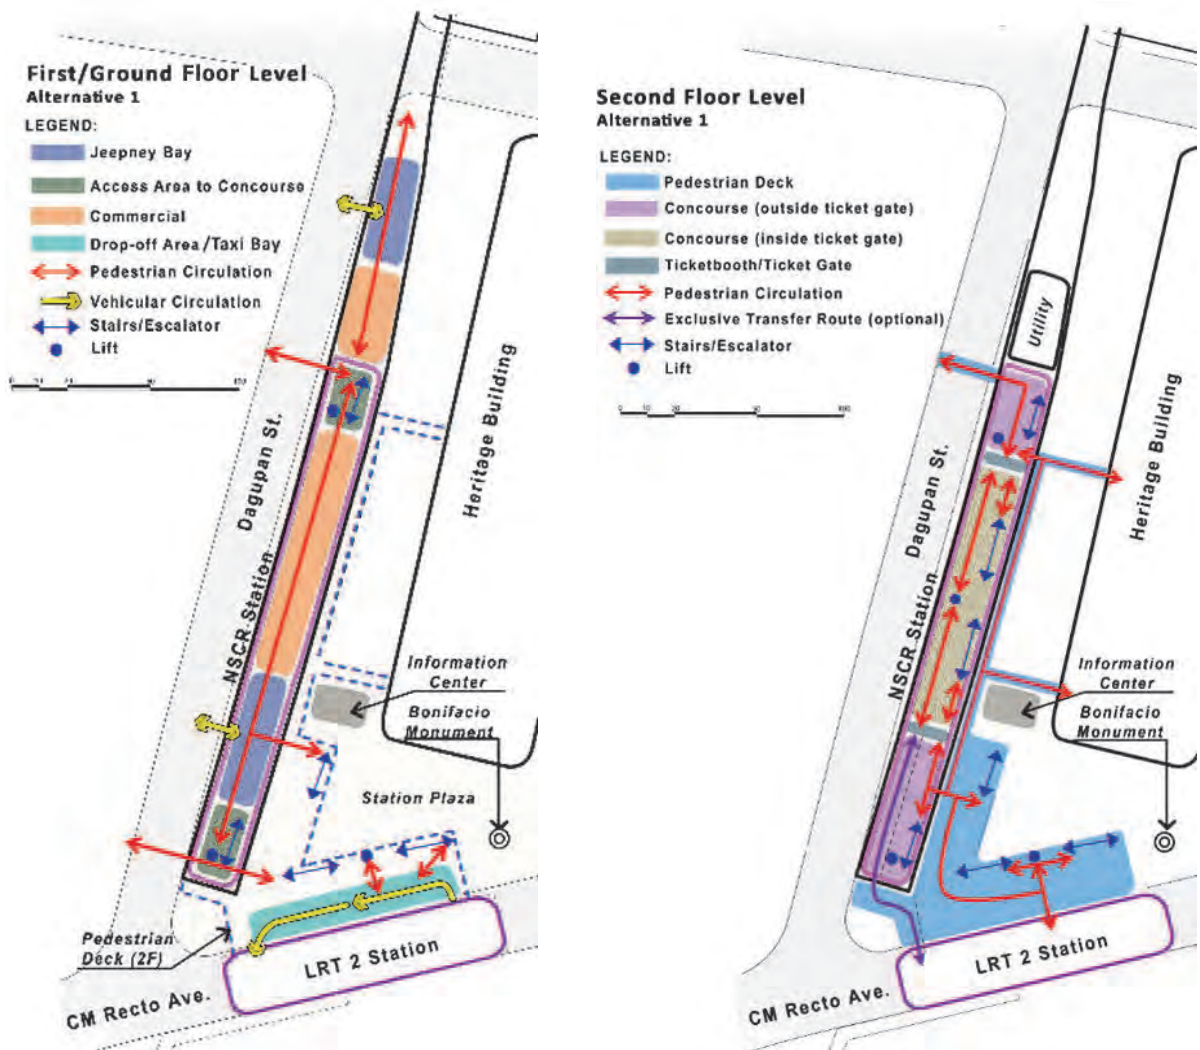 First/Ground Floor Level
Alternative 1
LEGEND:
Jeepney Bay
Access Area to Concourse
Commercial
Drop-off Area/Taxi Bay
Pedestrian Circulation
Vehicular Circulation
Stairs/Escalator
Lift
Dagupan St.
Heritage Building
NSCR Station
Information
Center
Bonifacio
Monument
Station Plaza
Pedestrian
Deck (2F)
LRT 2 Station
CM Recto Ave.
Second Floor Level
Alternative 1
LEGEND:
Pedestrian Deck
Concourse (outside ticket gate)
Concourse (inside ticket gate)
Ticketbooth/Ticket Gate
Pedestrian Circulation
Exclusive Transfer Route (optional)
Stairs/Escalator
Lift
Utility
Dagupan St.
Heritage Building
NSCR Station
Information
Center
Bonifacio
Monument
LRT 2 Station
CM Recto Ave.